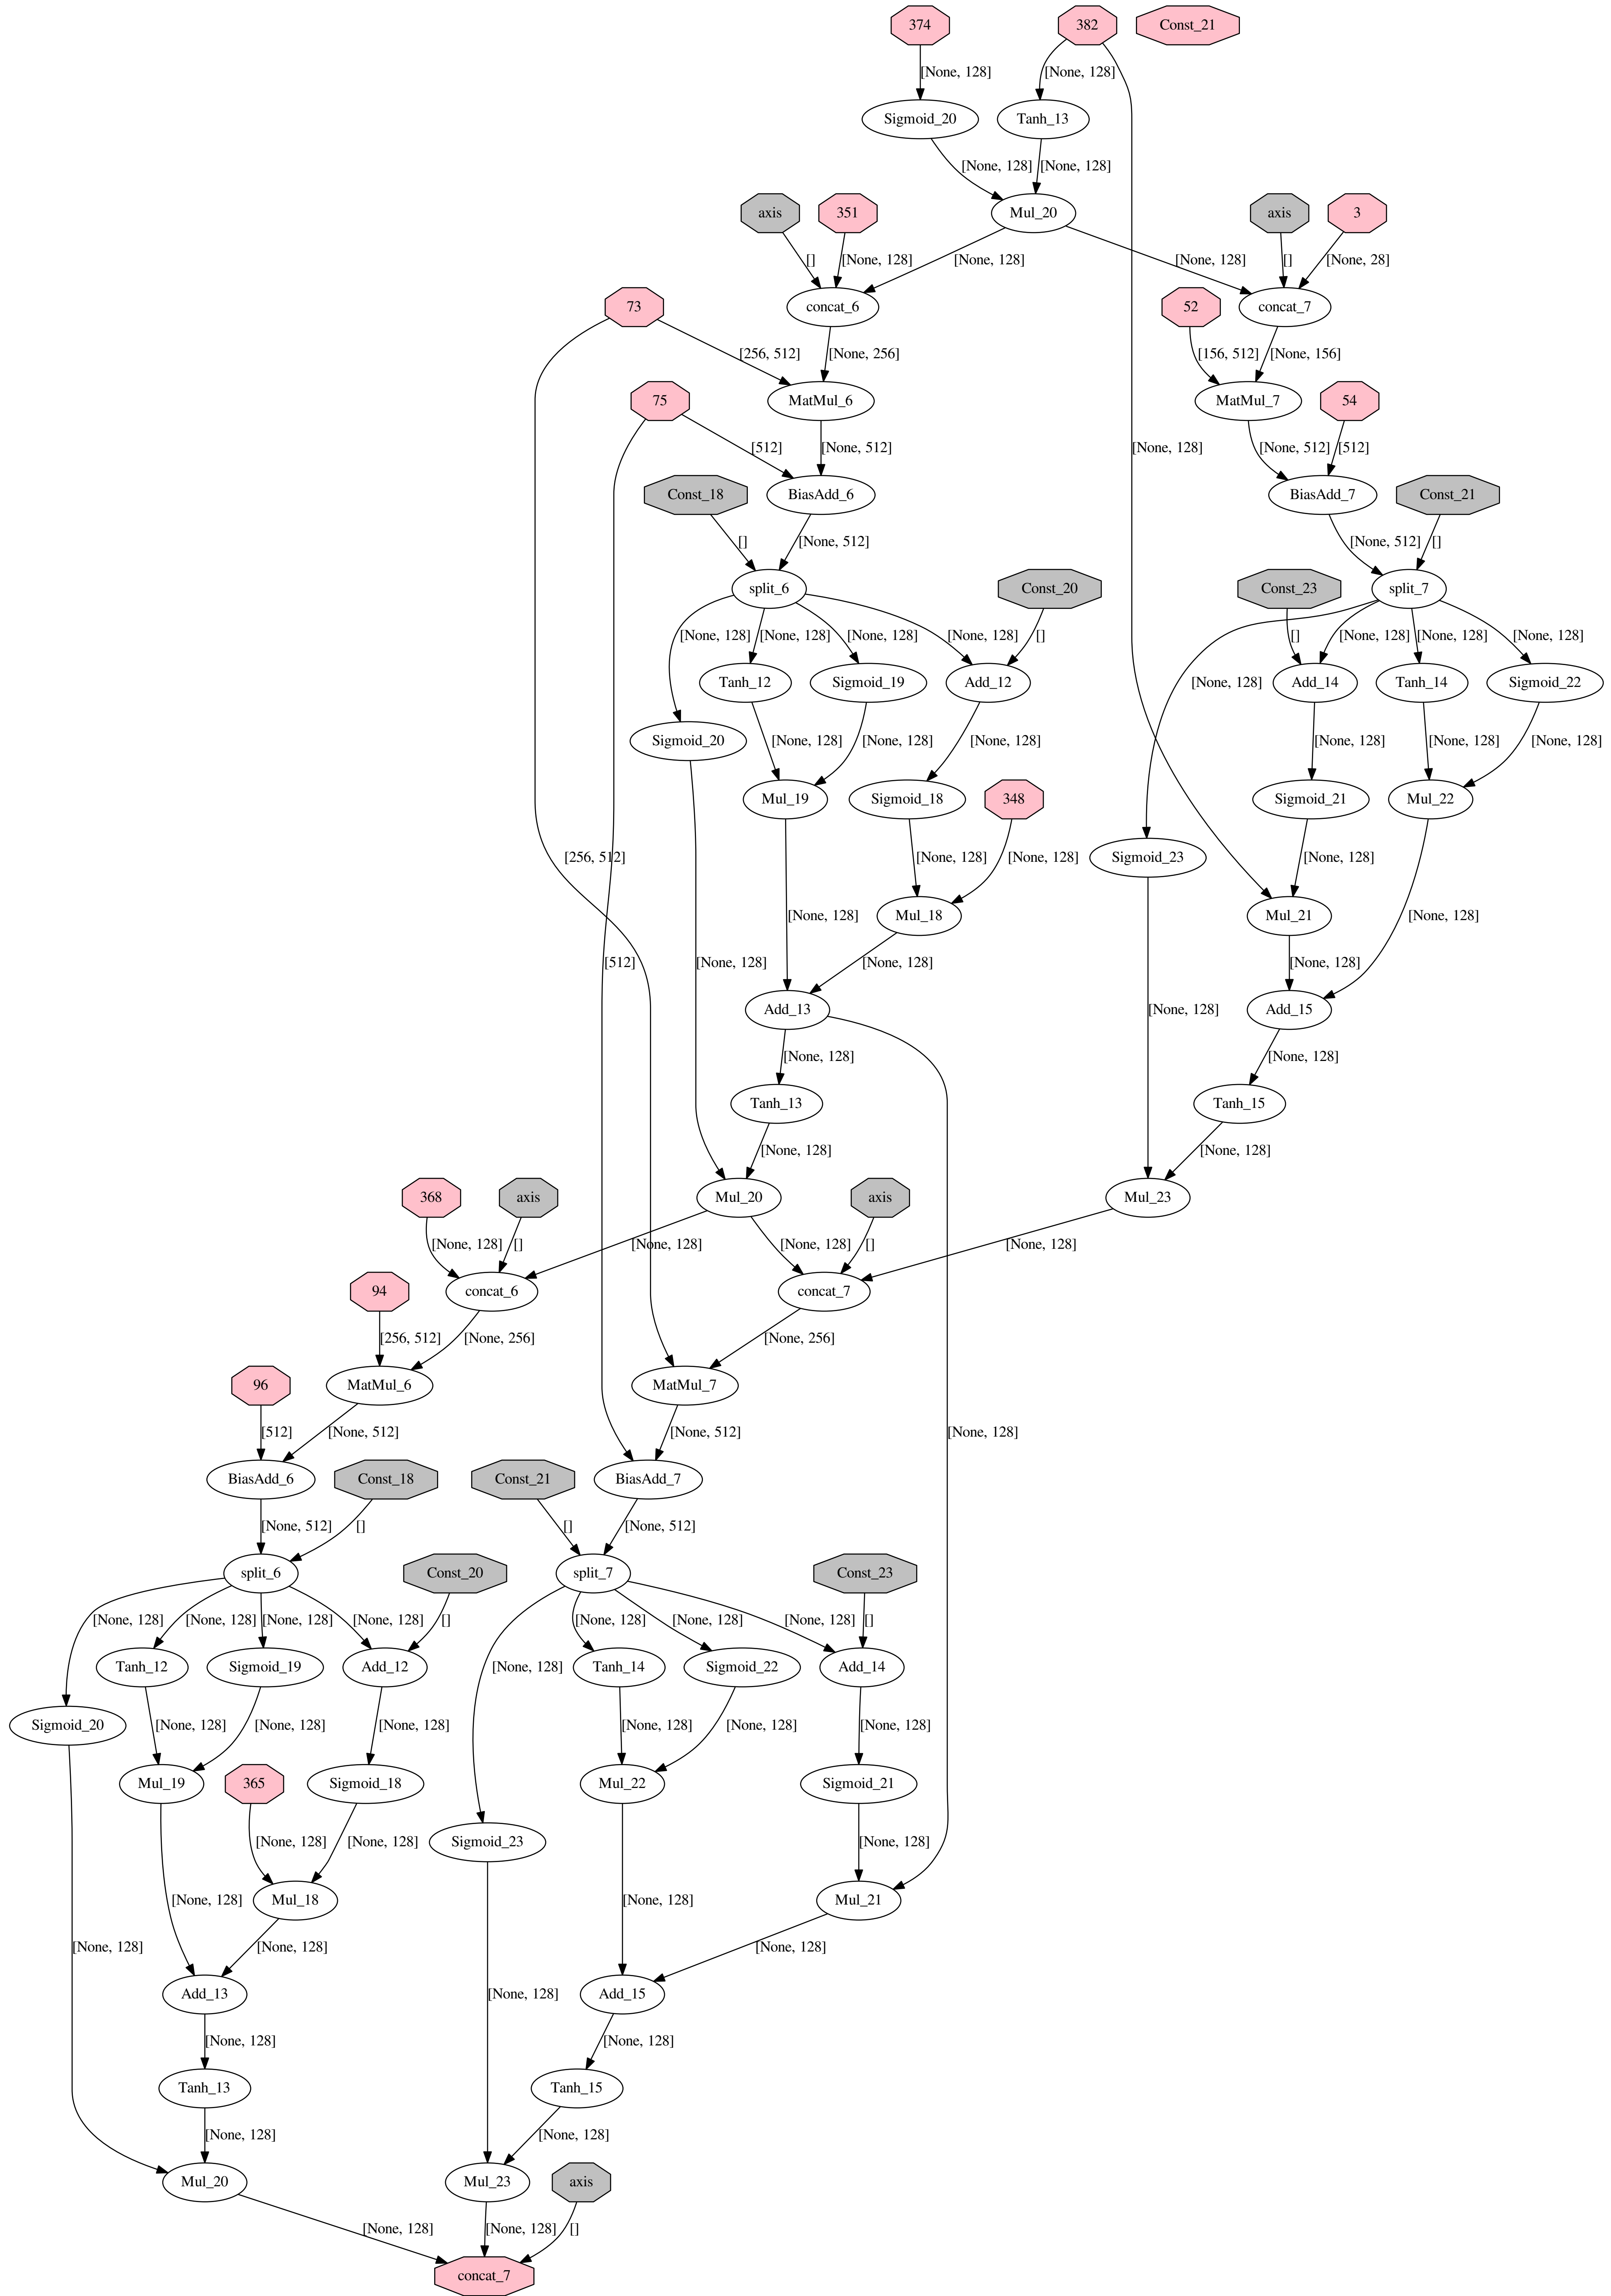 374
382
Const_21
[None, 128]
[None, 128]
Sigmoid_20
Tanh_13
[None, 128]
[None, 128]
axis
351
Mul_20
axis
3
[]
[None, 128]
[None, 128]
[None, 128]
[]
[None, 28]
73
concat_6
52
concat_7
[256, 512]
[None, 256]
[156, 512]
[None, 156]
75
MatMul_6
MatMul_7
54
[512]
[None, 512]
[None, 128]
[None, 512]
[512]
Const_18
BiasAdd_6
BiasAdd_7
Const_21
[]
[None, 512]
[None, 512]
[]
split_6
Const_20
Const_23
split_7
[None, 128]
[None, 128]
[None, 128]
[None, 128]
[]
[]
[None, 128]
[None, 128]
[None, 128]
Tanh_12
Sigmoid_19
Add_12
[None, 128]
Add_14
Tanh_14
Sigmoid_22
Sigmoid_20
[None, 128]
[None, 128]
[None, 128]
[None, 128]
[None, 128]
[None, 128]
Mul_19
Sigmoid_18
348
Sigmoid_21
Mul_22
[256, 512]
[None, 128]
[None, 128]
Sigmoid_23
[None, 128]
[None, 128]
Mul_18
Mul_21
[None, 128]
[512]
[None, 128]
[None, 128]
[None, 128]
Add_13
[None, 128]
Add_15
[None, 128]
[None, 128]
Tanh_13
Tanh_15
[None, 128]
[None, 128]
368
axis
Mul_20
axis
Mul_23
[None, 128]
[]
[None, 128]
[None, 128]
[]
[None, 128]
94
concat_6
concat_7
[256, 512]
[None, 256]
[None, 256]
96
MatMul_6
MatMul_7
[512]
[None, 512]
[None, 512]
[None, 128]
BiasAdd_6
Const_18
Const_21
BiasAdd_7
[None, 512]
[]
[]
[None, 512]
split_6
Const_20
split_7
Const_23
[None, 128]
[None, 128]
[None, 128]
[None, 128]
[]
[None, 128]
[None, 128]
[None, 128]
[]
Tanh_12
Sigmoid_19
Add_12
[None, 128]
Tanh_14
Sigmoid_22
Add_14
Sigmoid_20
[None, 128]
[None, 128]
[None, 128]
[None, 128]
[None, 128]
[None, 128]
Mul_19
365
Sigmoid_18
Mul_22
Sigmoid_21
[None, 128]
[None, 128]
Sigmoid_23
[None, 128]
[None, 128]
Mul_18
[None, 128]
Mul_21
[None, 128]
[None, 128]
[None, 128]
Add_13
[None, 128]
Add_15
[None, 128]
[None, 128]
Tanh_13
Tanh_15
[None, 128]
[None, 128]
Mul_20
Mul_23
axis
[None, 128]
[None, 128]
[]
concat_7